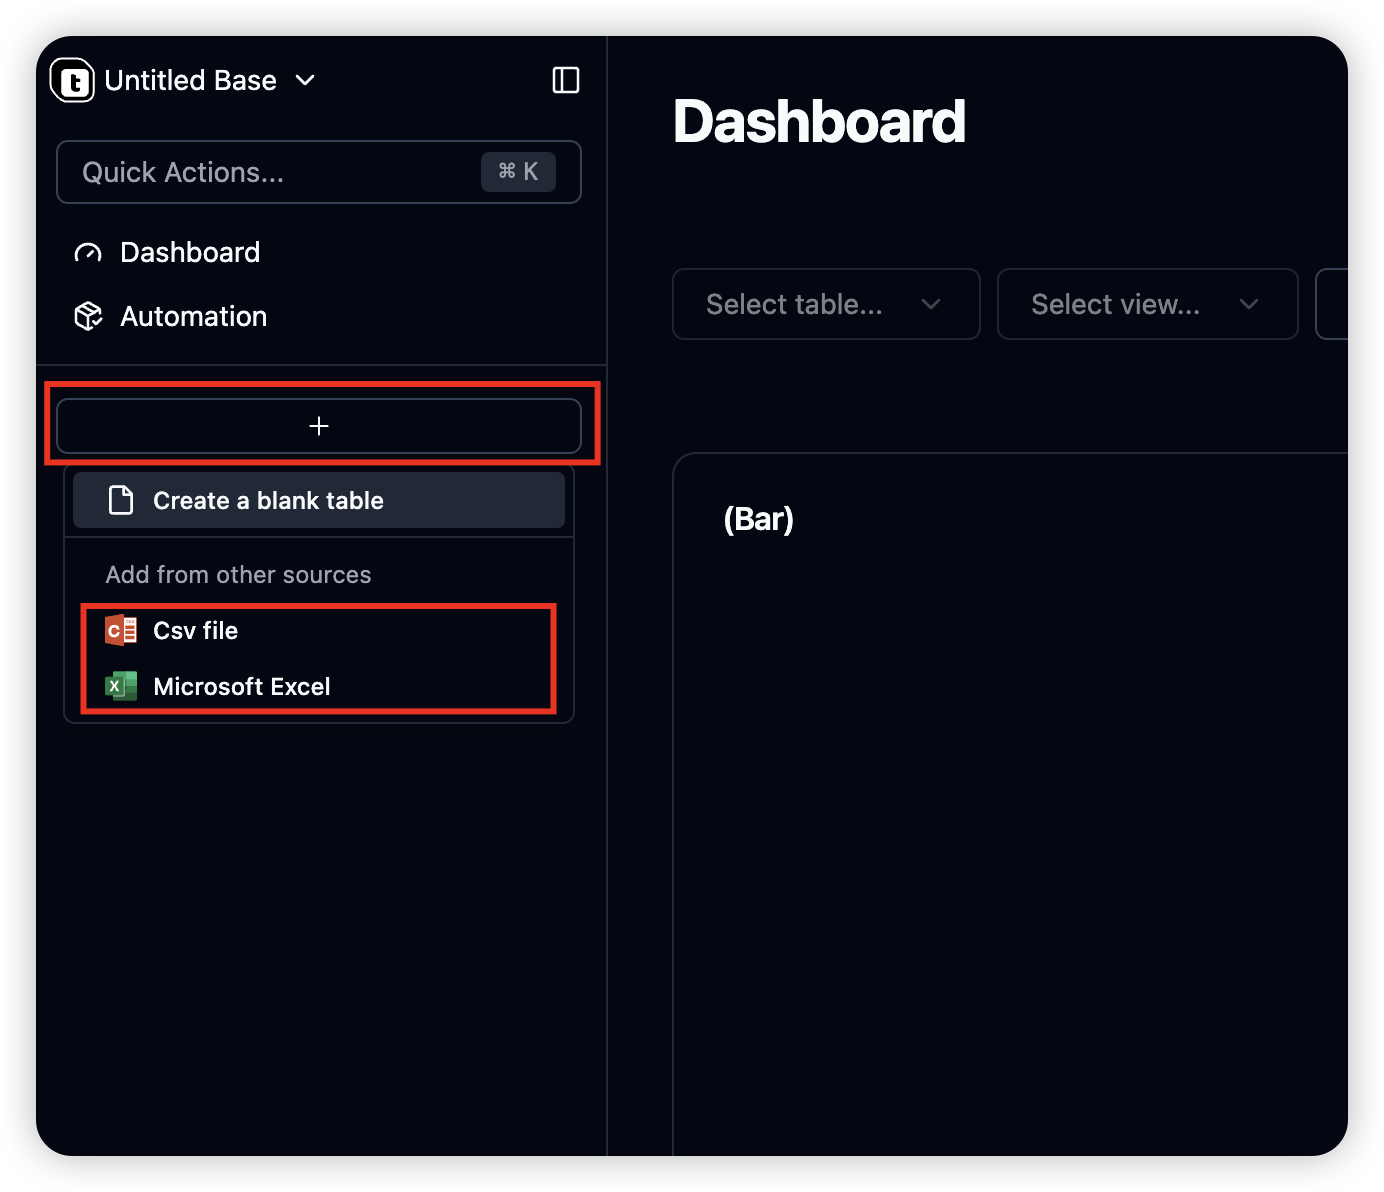 Untitled Base
Quick Actions...
⌘ K
Dashboard
Automation
+
Create a blank table
Add from other sources
Csv file
Microsoft Excel
Dashboard
Select table...
Select view...
(Bar)